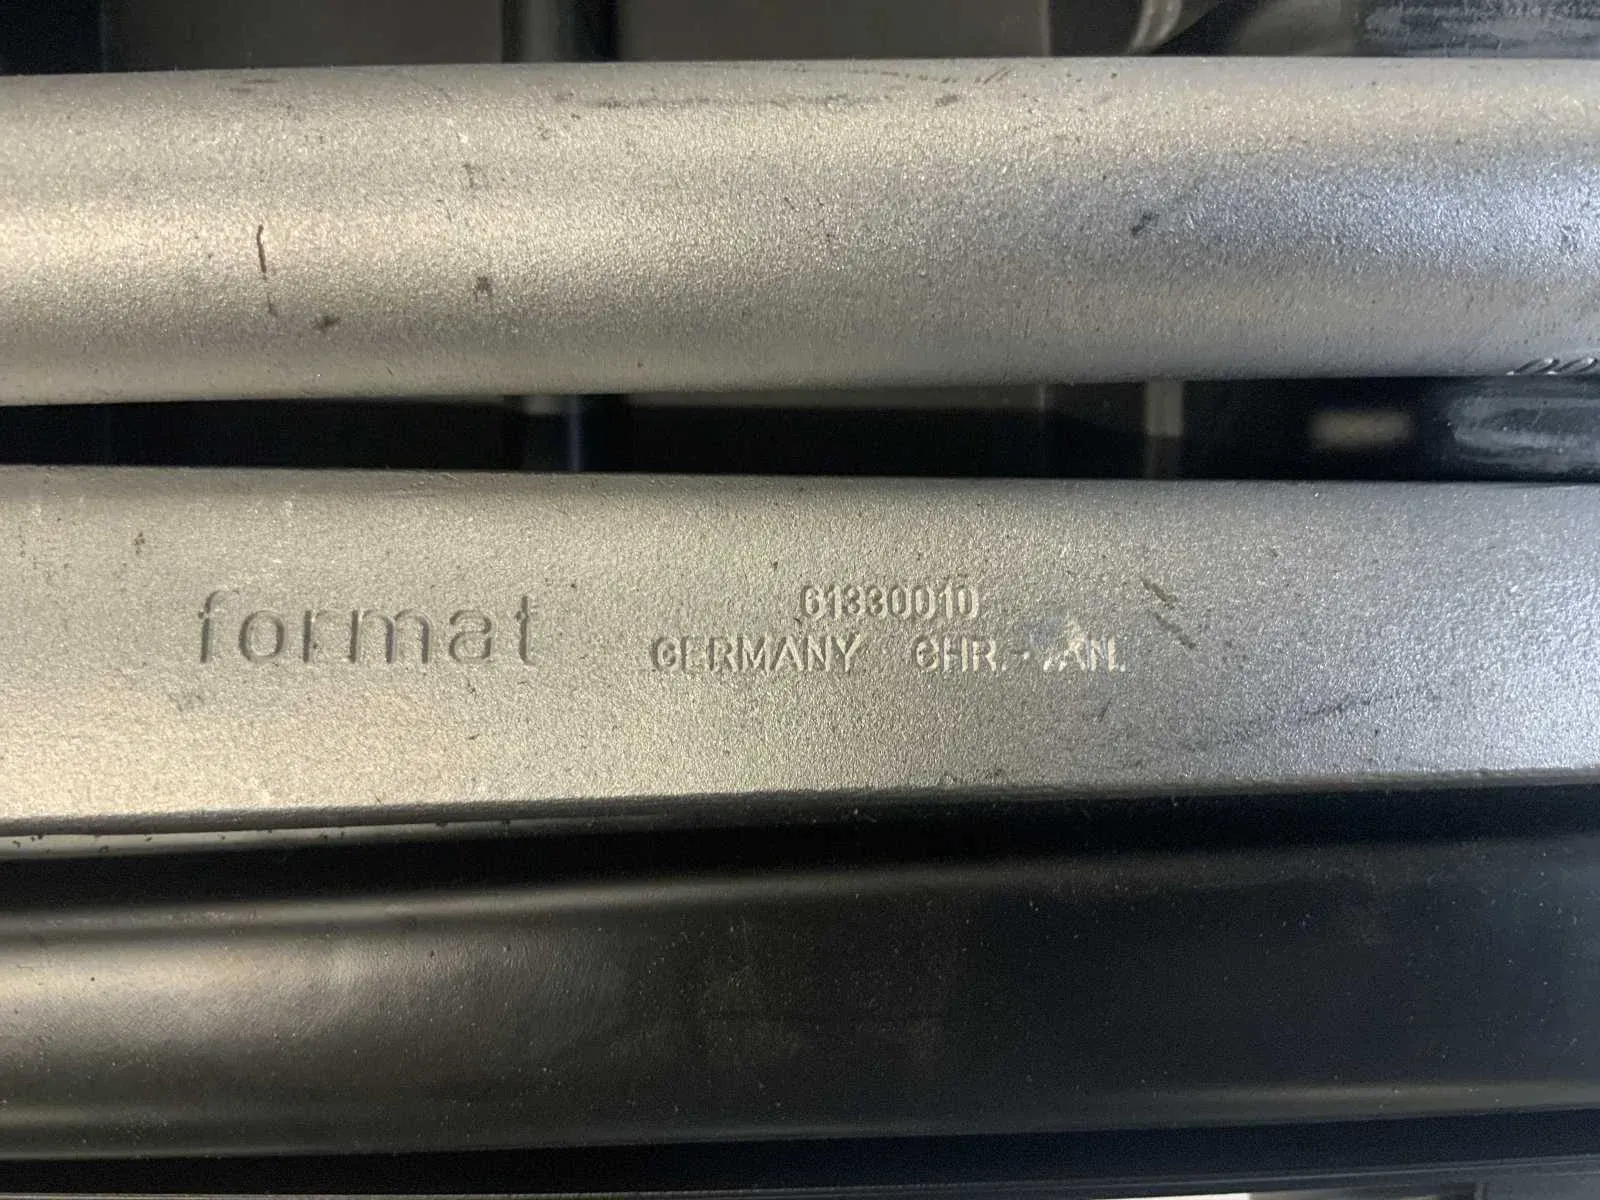 format
61330010
GERMANY CHR.-VAN.